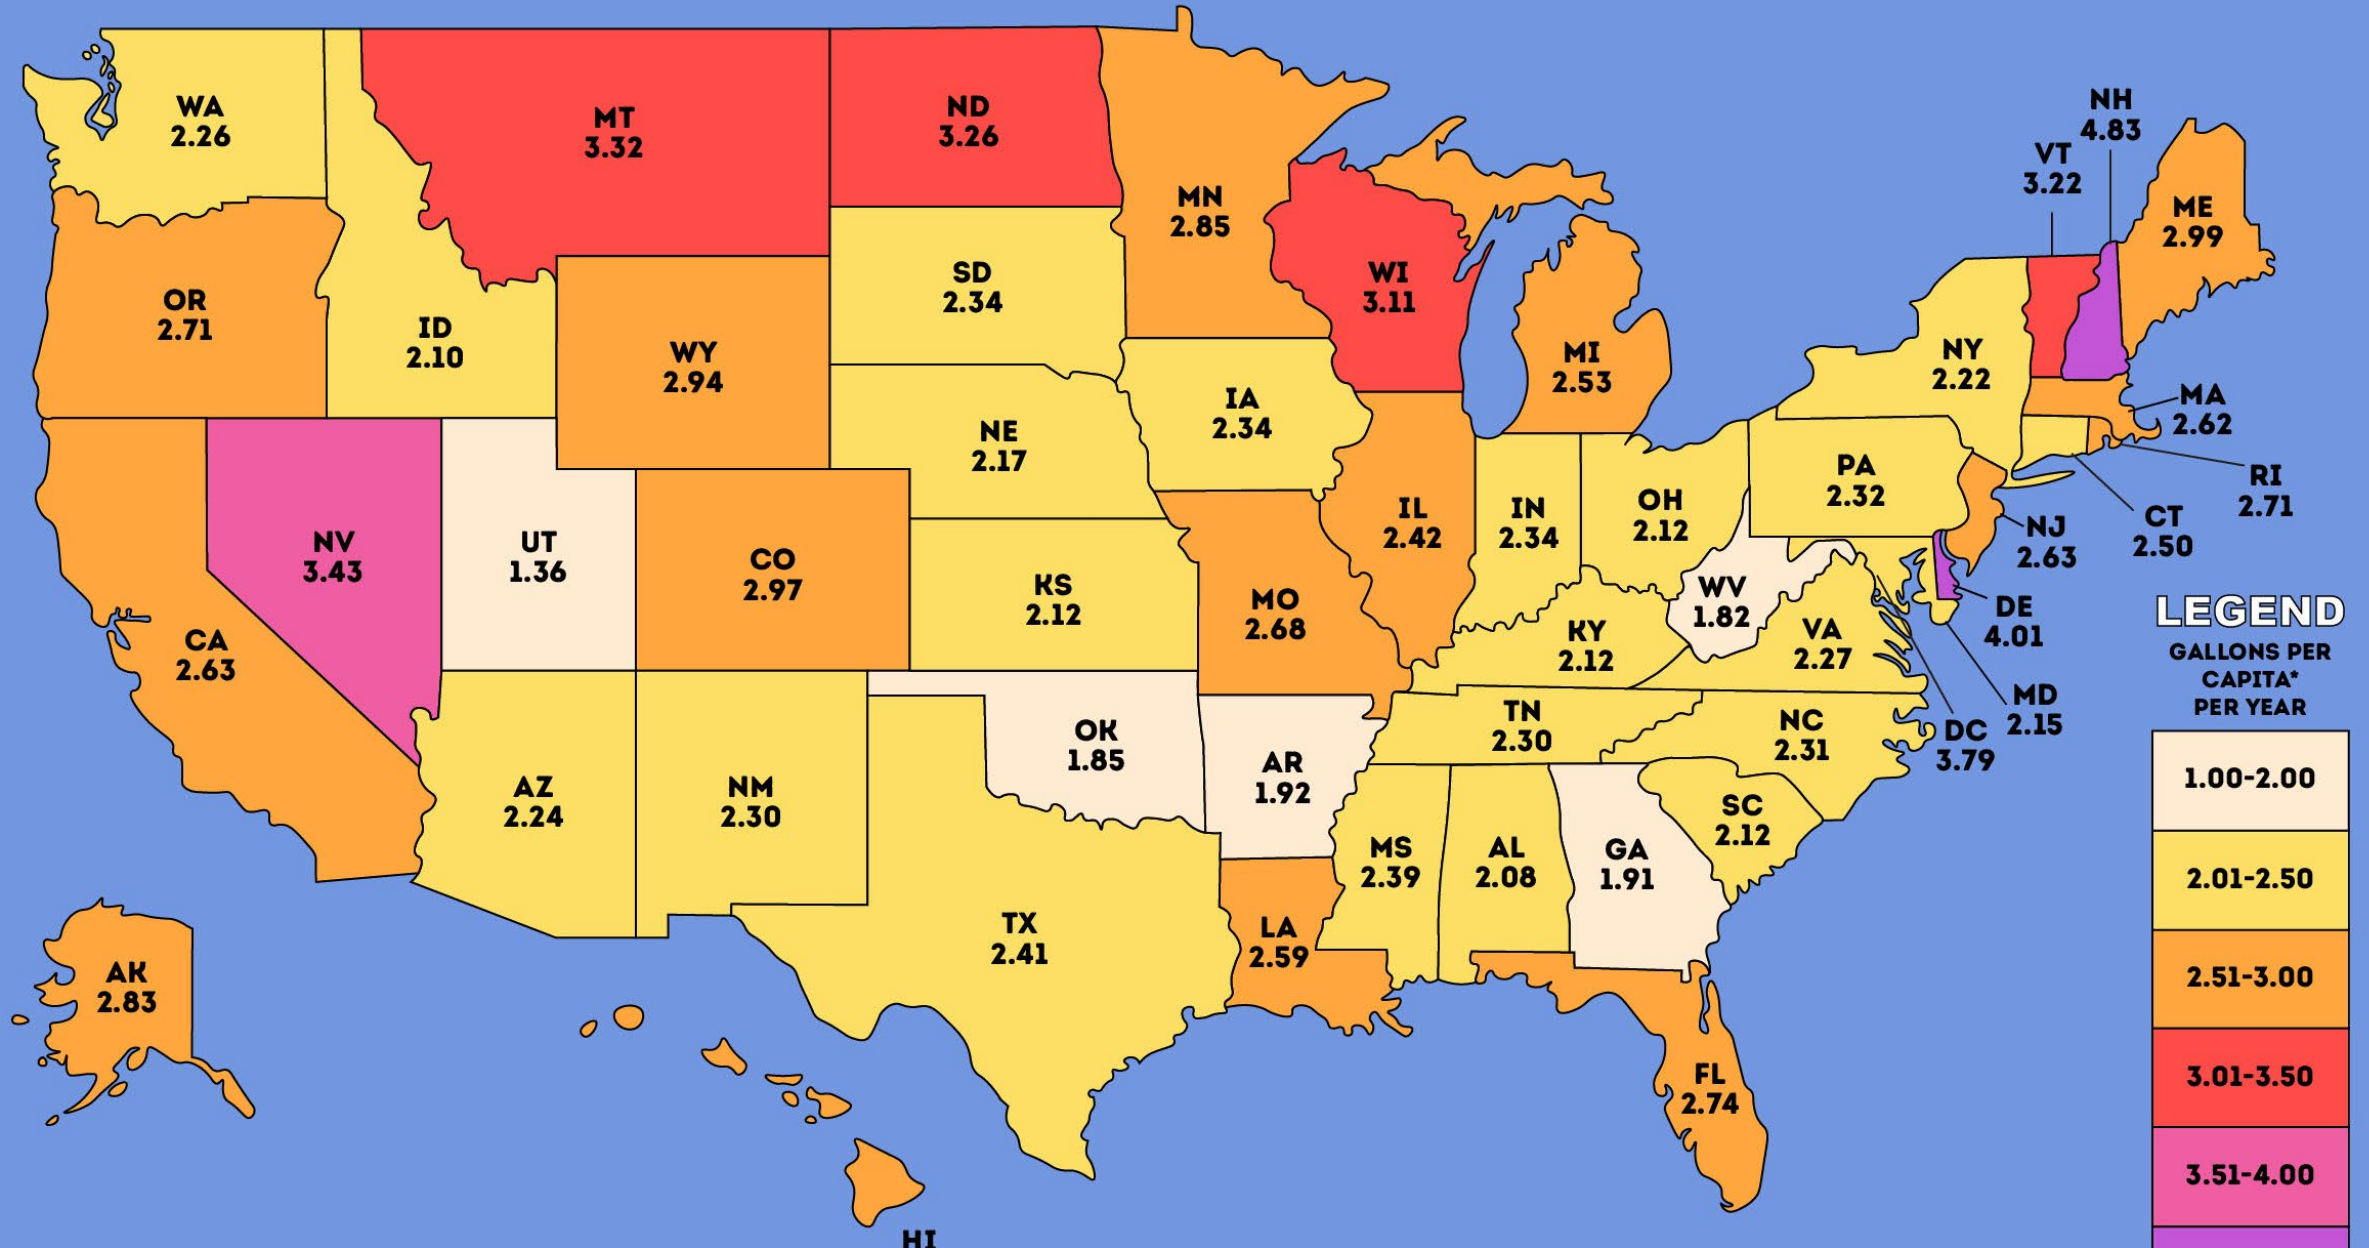 WA
2.26
MT
3.32
ND
3.26
MN
2.85
NH
4.83
VT
3.22
ME
2.99
OR
2.71
ID
2.10
WY
2.94
SD
2.34
WI
3.11
MI
2.53
NY
2.22
MA
2.62
RI
2.71
CT
2.50
NE
2.17
IA
2.34
PA
2.32
NJ
2.63
NV
3.43
UT
1.36
CO
2.97
KS
2.12
MO
2.68
IL
2.42
IN
2.34
OH
2.12
WV
1.82
VA
2.27
KY
2.12
DE
4.01
MD
2.15
DC
3.79
CA
2.63
AZ
2.24
NM
2.30
OK
1.85
AR
1.92
TN
2.30
NC
2.31
SC
2.12
MS
2.39
AL
2.08
GA
1.91
TX
2.41
LA
2.59
FL
2.74
AK
2.83
HI
LEGEND
GALLONS PER
CAPITA*
PER YEAR
1.00-2.00
2.01-2.50
2.51-3.00
3.01-3.50
3.51-4.00